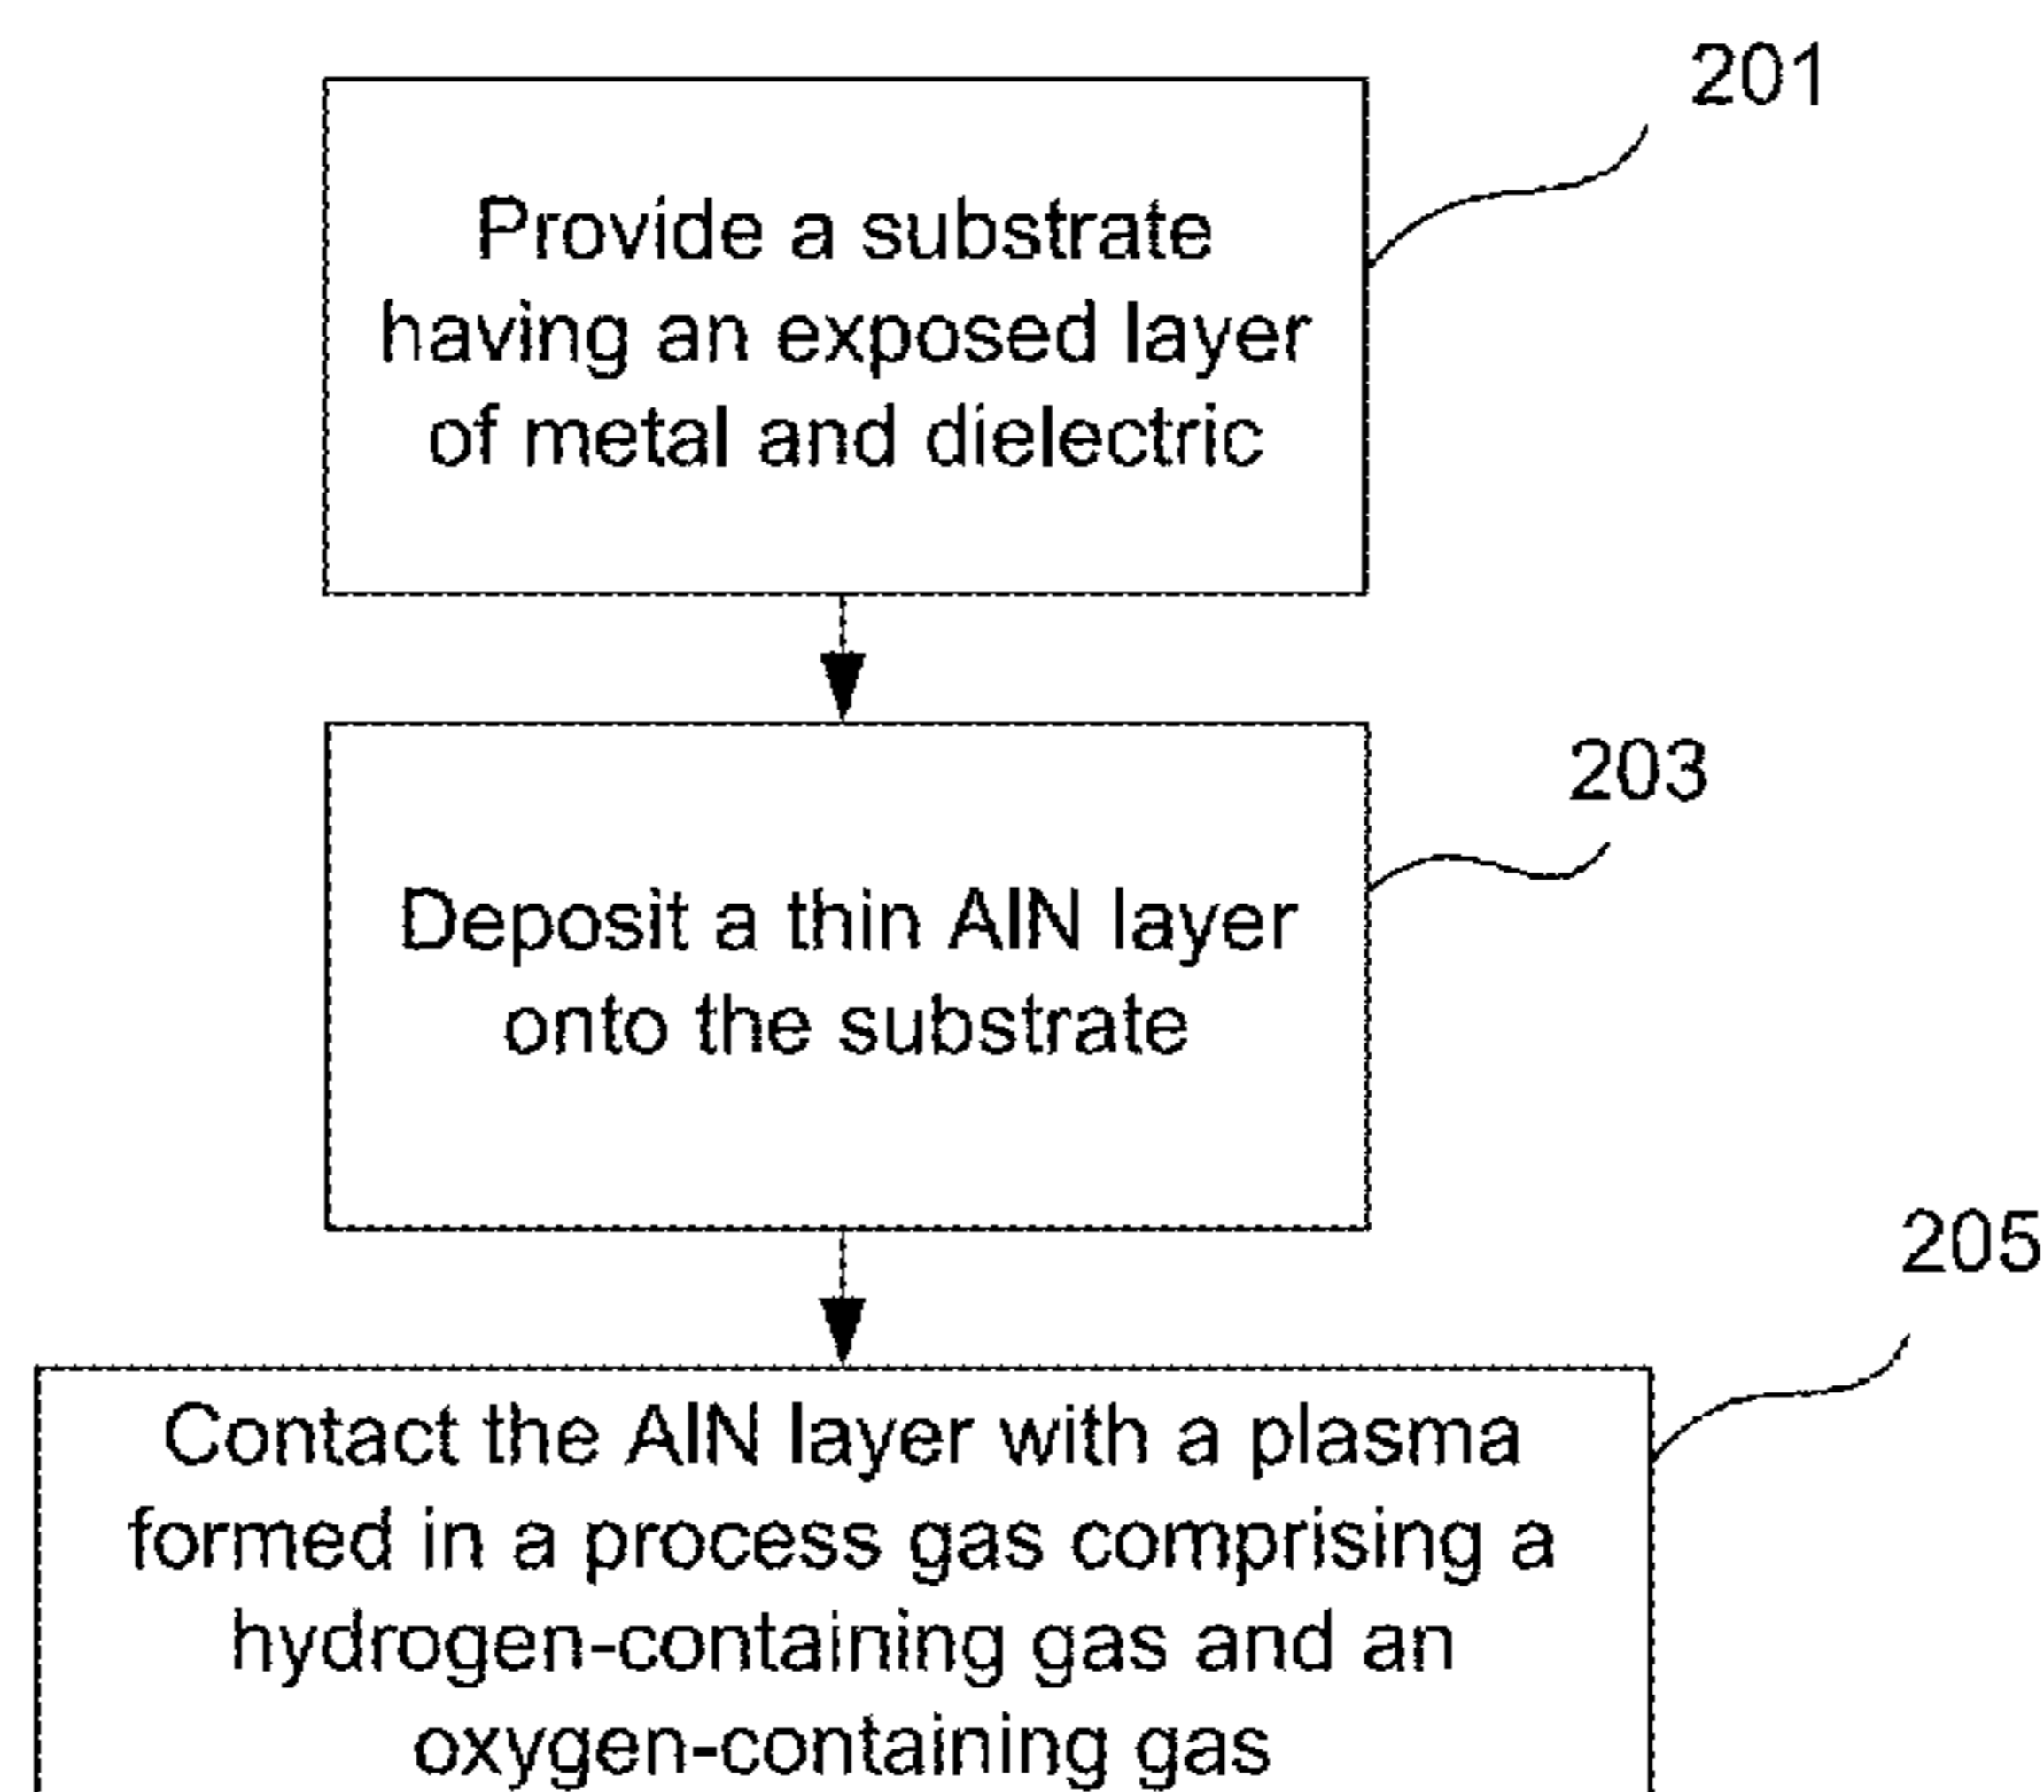 201
Provide a substrate
having an exposed layer
of metal and dielectric
203
Deposit a thin AlN layer
onto the substrate
205
Contact the AlN layer with a plasma
formed in a process gas comprising a
hydrogen-containing gas and an
oxygen-containing gas